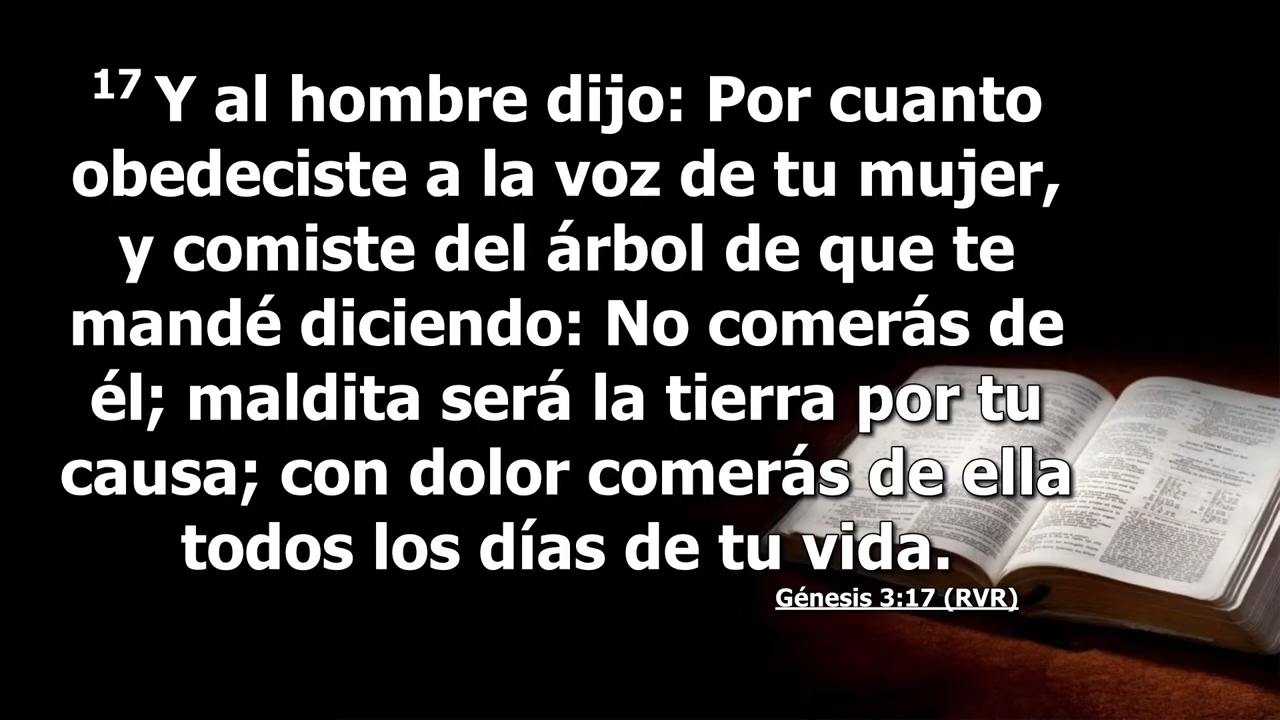 17 Y al hombre dijo: Por cuanto
obedeciste a la voz de tu mujer,
y comiste del árbol de que te
mandé diciendo: No comerás de
él; maldita será la tierra por tu
causa; con dolor comerás de ella
todos los días de tu vida.
Génesis 3:17 (RVR)